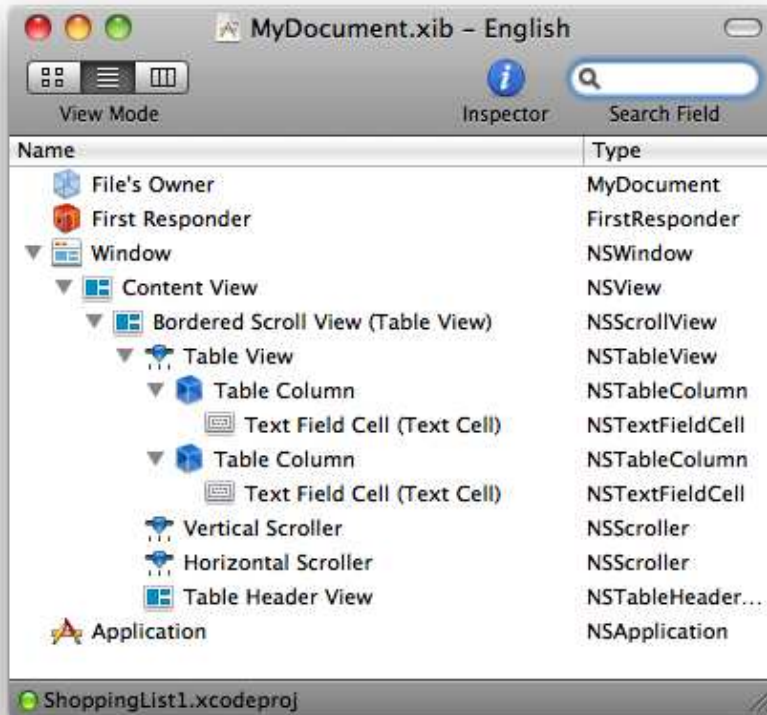 MyDocument.xib – English
View Mode Inspector Search Field
Name Type
File's Owner MyDocument
First Responder FirstResponder
Window NSWindow
Content View NSView
Bordered Scroll View (Table View) NSScrollView
Table View NSTableView
Table Column NSTableColumn
Text Field Cell (Text Cell) NSTextFieldCell
Table Column NSTableColumn
Text Field Cell (Text Cell) NSTextFieldCell
Vertical Scroller NSScroller
Horizontal Scroller NSScroller
Table Header View NSTableHeader...
Application NSApplication
ShoppingList1.xcodeproj